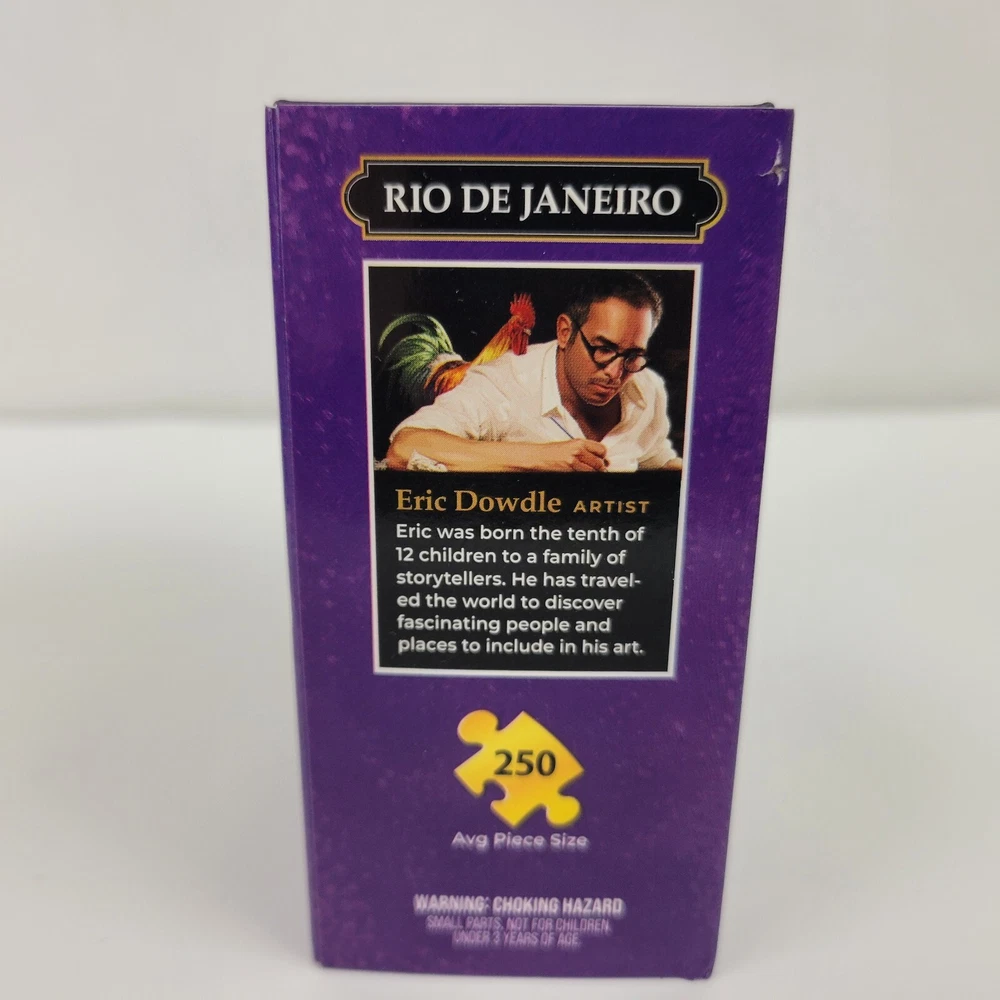 RIO DE JANEIRO
Eric Dowdle ARTIST
Eric was born the tenth of
12 children to a family of
storytellers. He has travel-
ed the world to discover
fascinating people and
places to include in his art.
250
Avg Piece Size
WARNING: CHOKING HAZARD
SMALL PARTS, NOT FOR CHILDREN
UNDER 3 YEARS OF AGE.